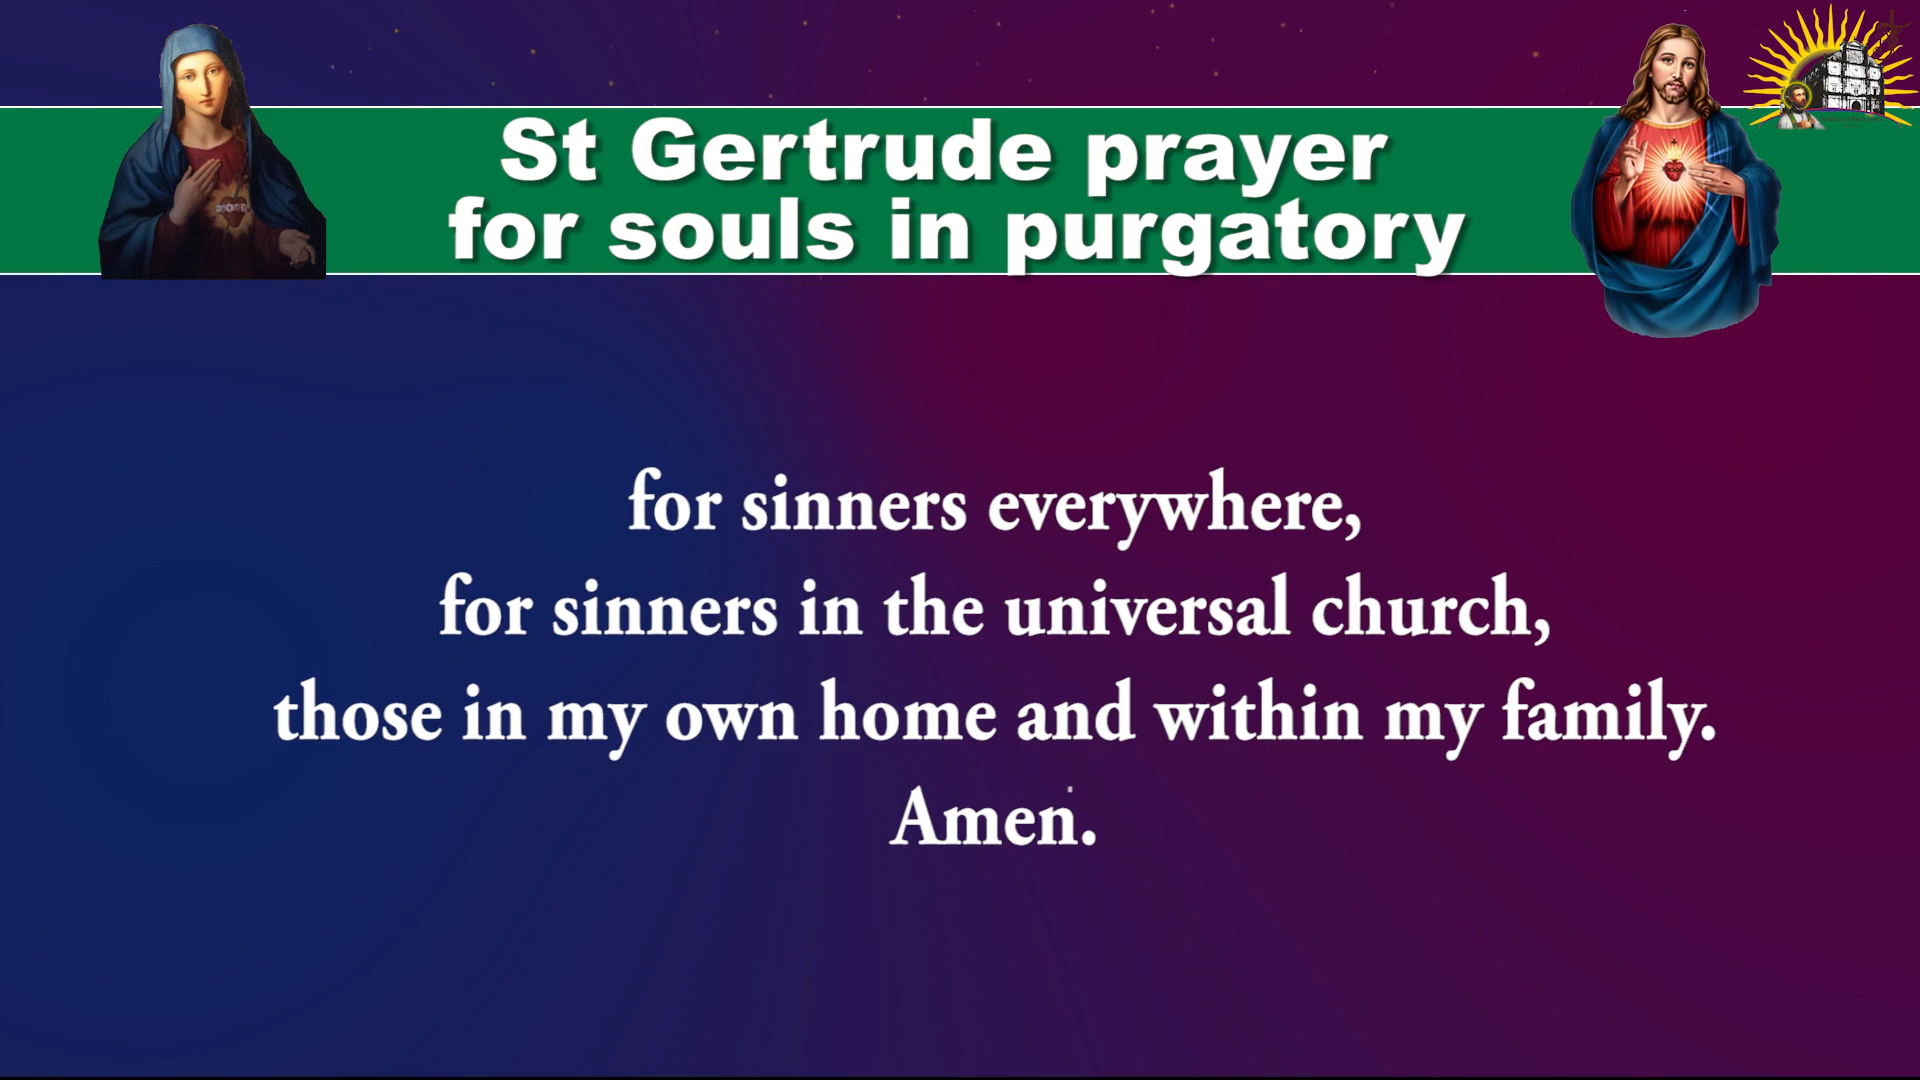 St Gertrude prayer
for souls in purgatory
for sinners everywhere,
for sinners in the universal church,
those in my own home and within my family.
Amen.